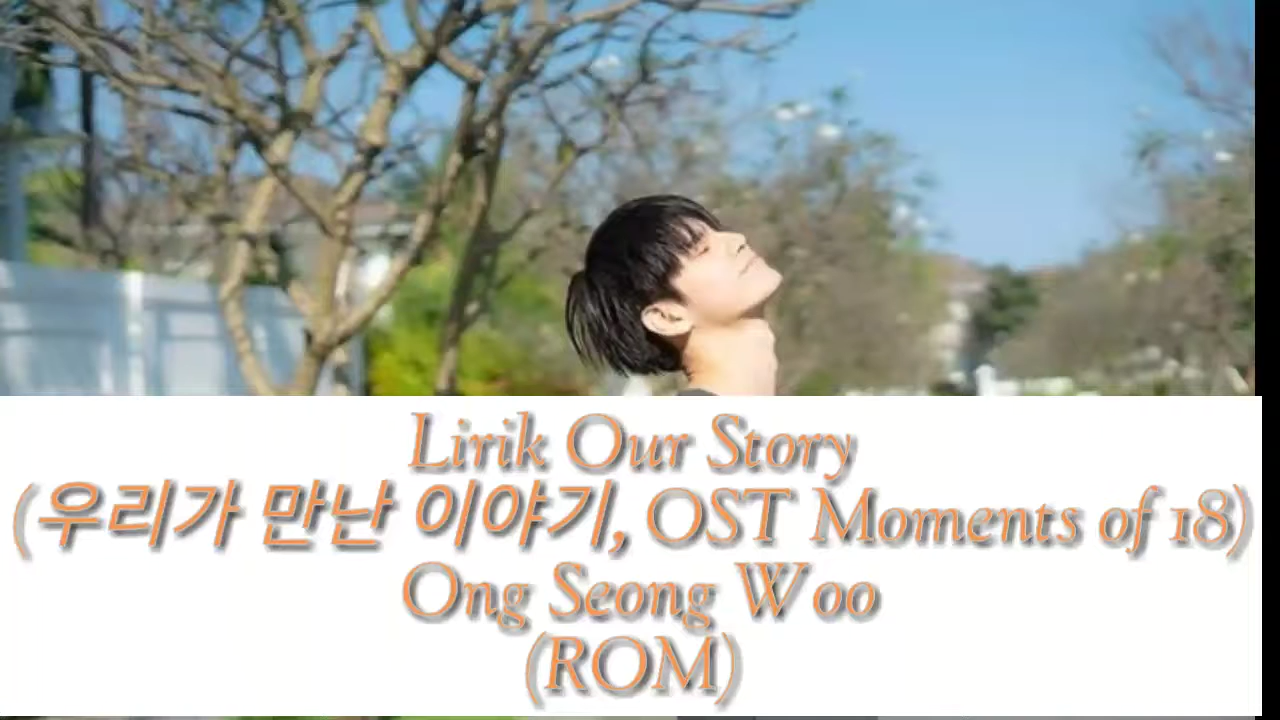 Lirik Our Story
(우리가 만난 이야기, OST Moments of 18)
Ong Seong Woo
(ROM)